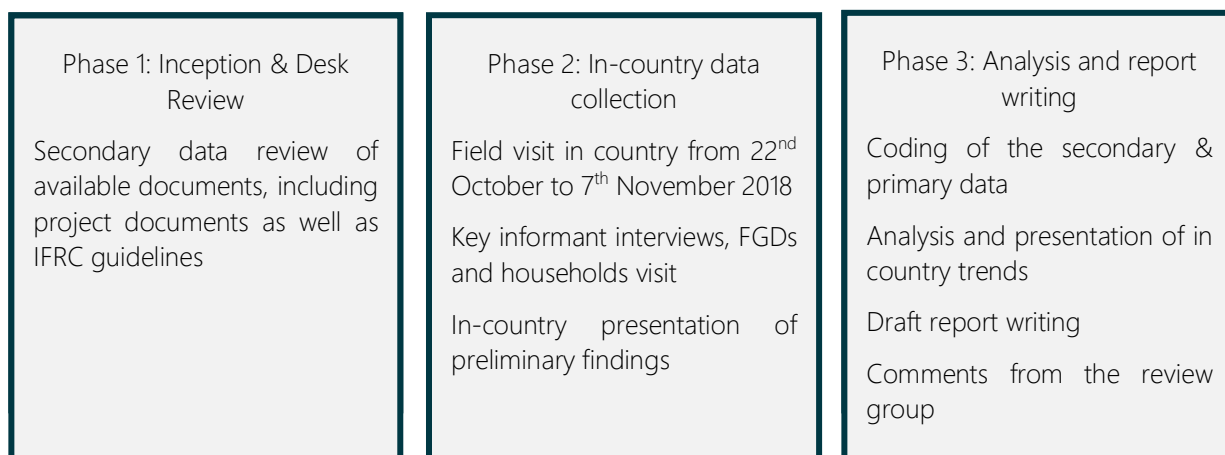 Phase 1: Inception & Desk
Review
Secondary data review of
available documents, including
project documents as well as
IFRC guidelines
Phase 2: In-country data
collection
Field visit in country from 22nd
October to 7th November 2018
Key informant interviews, FGDs
and households visit
In-country presentation of
preliminary findings
Phase 3: Analysis and report
writing
Coding of the secondary &
primary data
Analysis and presentation of in
country trends
Draft report writing
Comments from the review
group